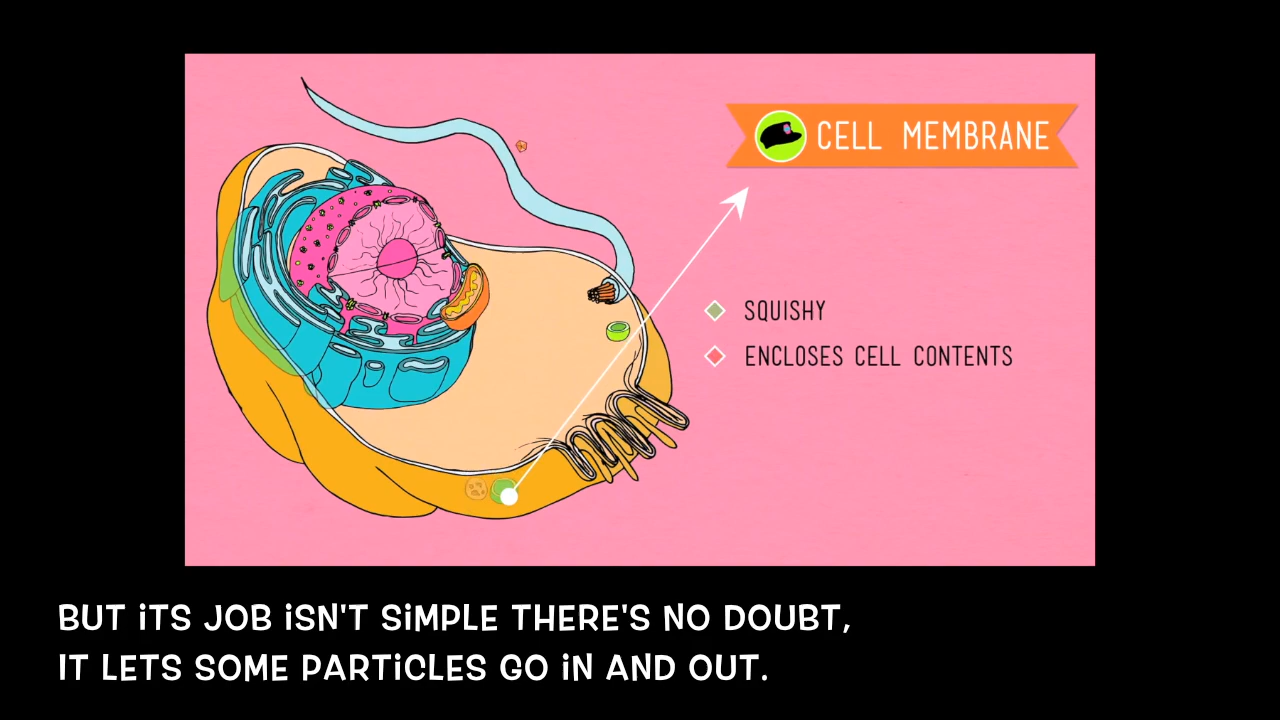 CELL MEMBRANE
SQUISHY
ENCLOSES CELL CONTENTS
BUT iTS JOB iSN'T SiMPLE THERE'S NO DOUBT,
IT LETS SOME PARTiCLES GO iN AND OUT.